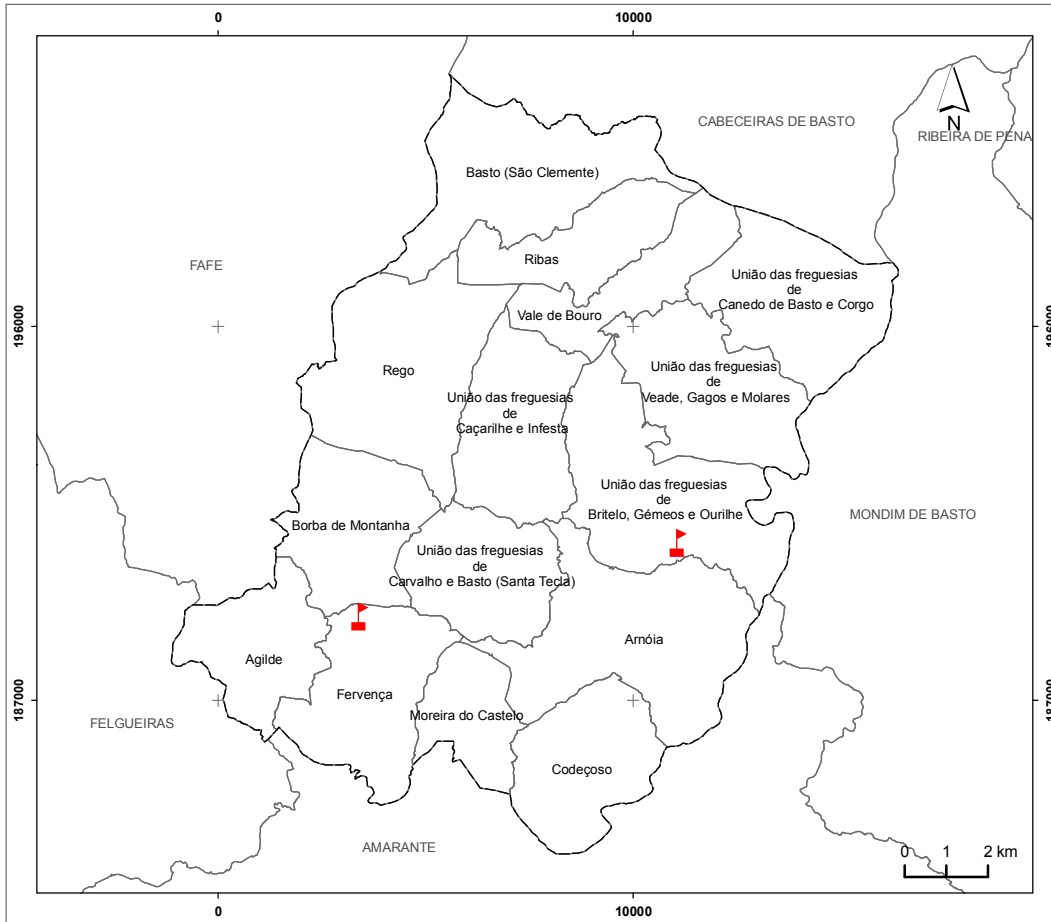 0
10000
CABECEIRAS DE BASTO
N
RIBEIRA DE PENA
Basto (São Clemente)
FAFE
Ribas
União das freguesias
de
Canedo de Basto e Corgo
196000
196000
Vale de Bouro
Rego
União das freguesias
de
Veade, Gagos e Molares
União das freguesias
de
Caçarilhe e Infesta
União das freguesias
de
Britelo, Gémeos e Ourilhe
MONDIM DE BASTO
Borba de Montanha
União das freguesias
de
Carvalho e Basto (Santa Tecla)
Arnóia
Agilde
Fervença
187000
187000
Moreira do Castelo
FELGUEIRAS
Codeçoso
AMARANTE
0 1 2 km
0
10000